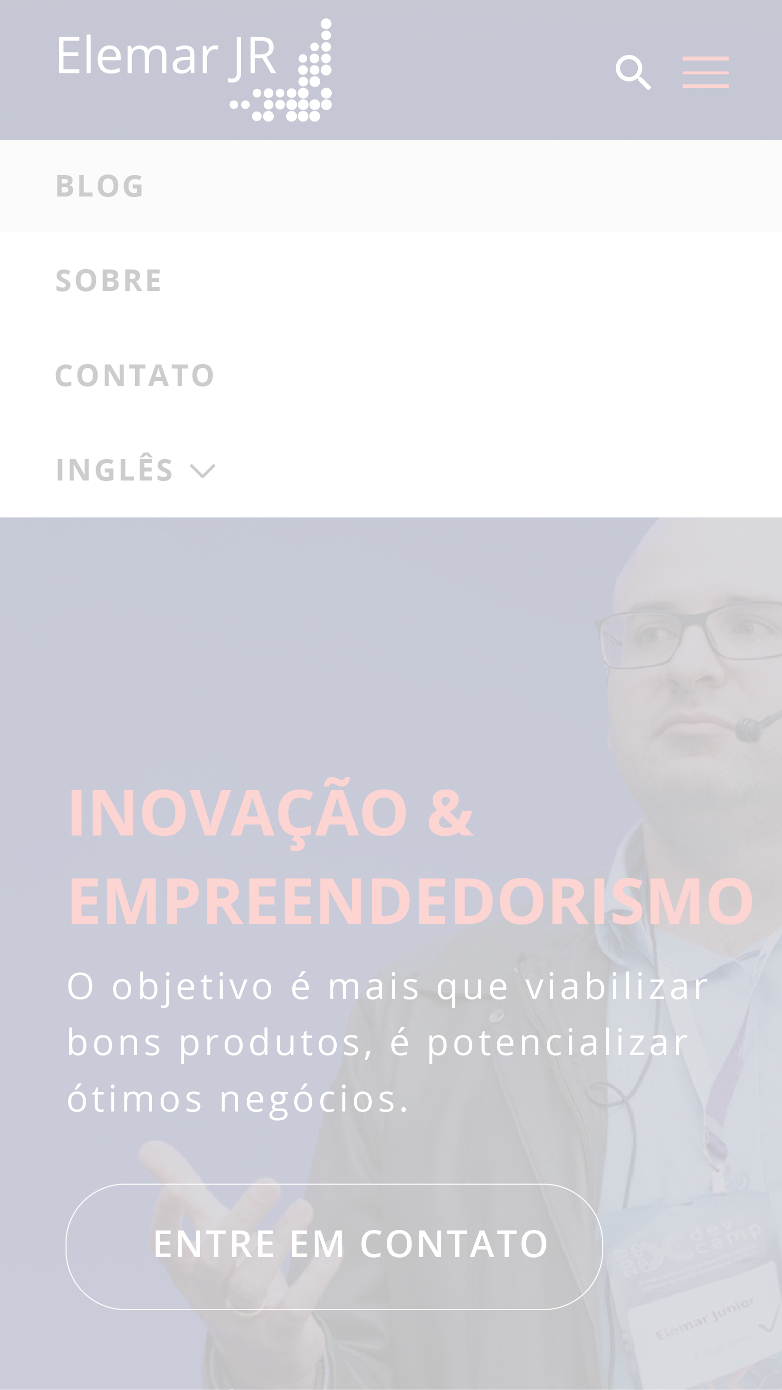 Elemar JR
BLOG
SOBRE
CONTATO
INGLÊS
INOVAÇÃO &
EMPREENDEDORISMO
O objetivo é mais que viabilizar
bons produtos, é potencializar
ótimos negócios.
ENTRE EM CONTATO
dev
camp
Elemar Junior